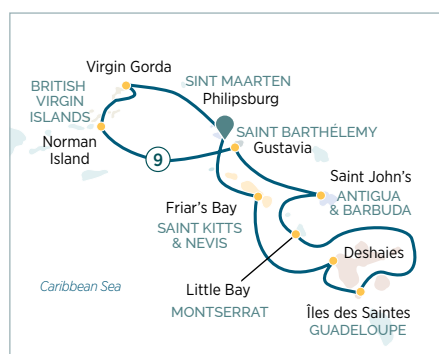 Virgin Gorda
BRITISH
VIRGIN
ISLANDS
Norman
Island
SINT MAARTEN
Philipsburg
SAINT BARTHÉLEMY
Gustavia
9
Saint John's
ANTIGUA
& BARBUDA
Friar's Bay
SAINT KITTS
& NEVIS
Deshaies
Caribbean Sea
Little Bay
MONTSERRAT
Îles des Saintes
GUADELOUPE